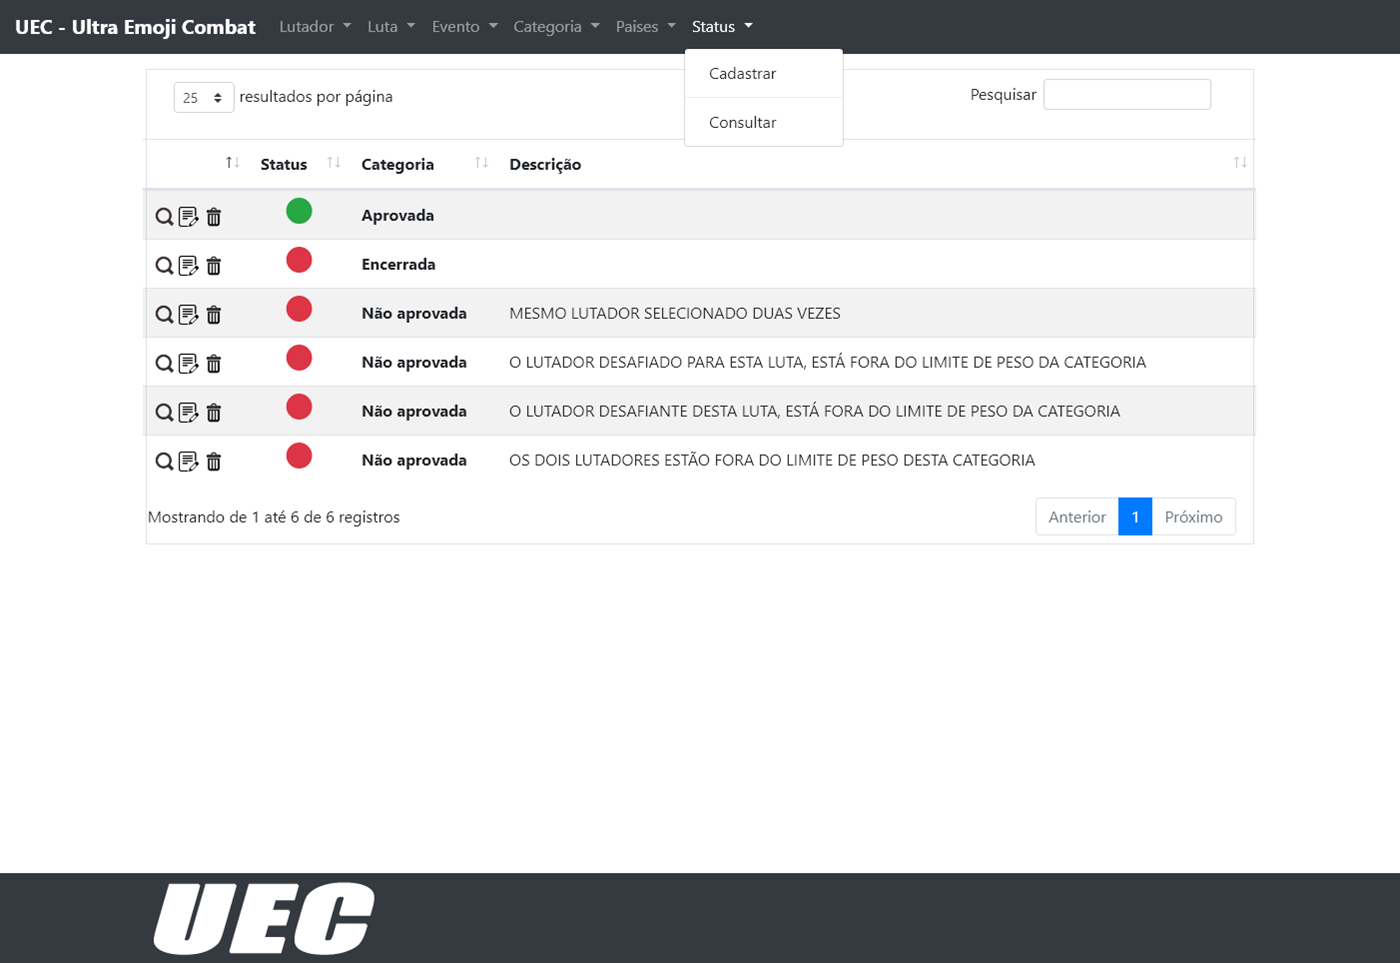 UEC - Ultra Emoji Combat Lutador Luta Evento Categoria Paises Status
Cadastrar
Consultar
25 resultados por página
Pesquisar
Status Categoria Descrição
Aprovada
Encerrada
Não aprovada MESMO LUTADOR SELECIONADO DUAS VEZES
Não aprovada O LUTADOR DESAFIADO PARA ESTA LUTA, ESTÁ FORA DO LIMITE DE PESO DA CATEGORIA
Não aprovada O LUTADOR DESAFIANTE DESTA LUTA, ESTÁ FORA DO LIMITE DE PESO DA CATEGORIA
Não aprovada OS DOIS LUTADORES ESTÃO FORA DO LIMITE DE PESO DESTA CATEGORIA
Mostrando de 1 até 6 de 6 registros
Anterior 1 Próximo
UEC